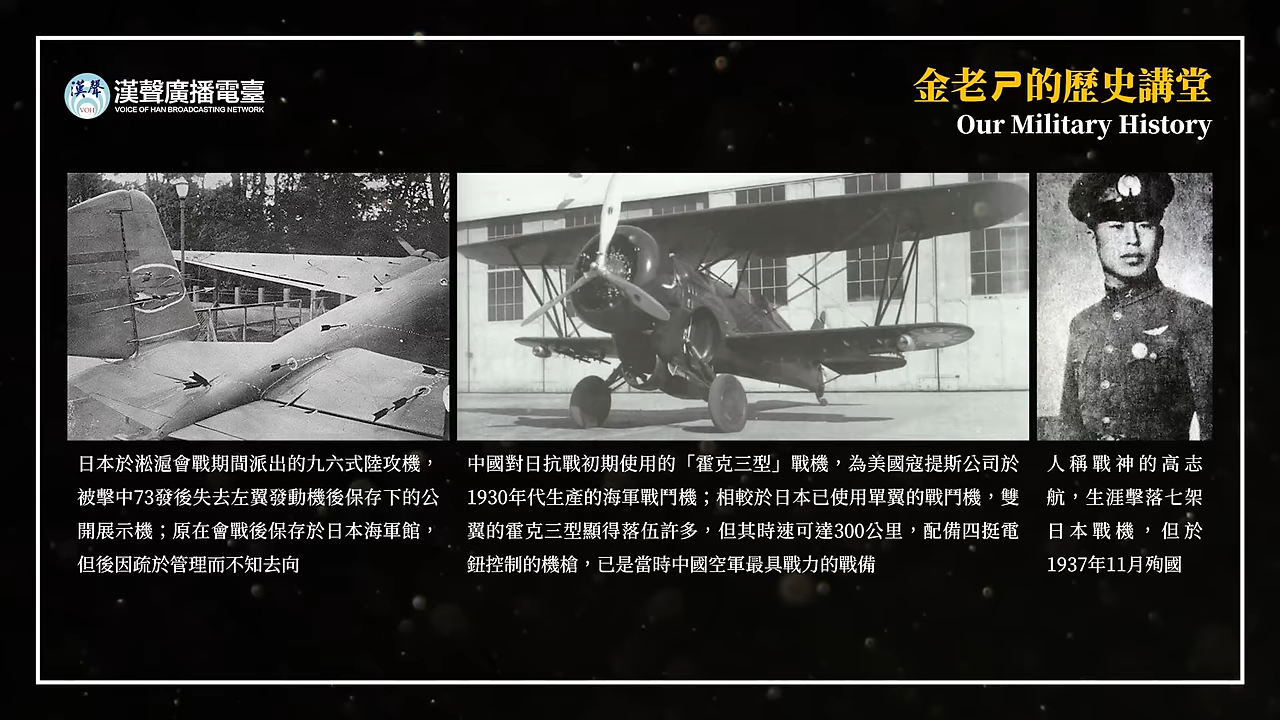 漢聲
VOH
漢聲廣播電臺
VOICE OF HAN BROADCASTING NETWORK
金老ㄕ的歷史講堂
Our Military History
日本於淞滬會戰期間派出的九六式陸攻機，
被擊中73發後失去左翼發動機後保存下的公
開展示機；原在會戰後保存於日本海軍館，
但後因疏於管理而不知去向
中國對日抗戰初期使用的「霍克三型」戰機，為美國寇提斯公司於
1930年代生產的海軍戰鬥機；相較於日本已使用單翼的戰鬥機，雙
翼的霍克三型顯得落伍許多，但其時速可達300公里，配備四挺電
鈕控制的機槍，已是當時中國空軍最具戰力的戰備
人稱戰神的高志
航，生涯擊落七架
日本戰機，但於
1937年11月殉國